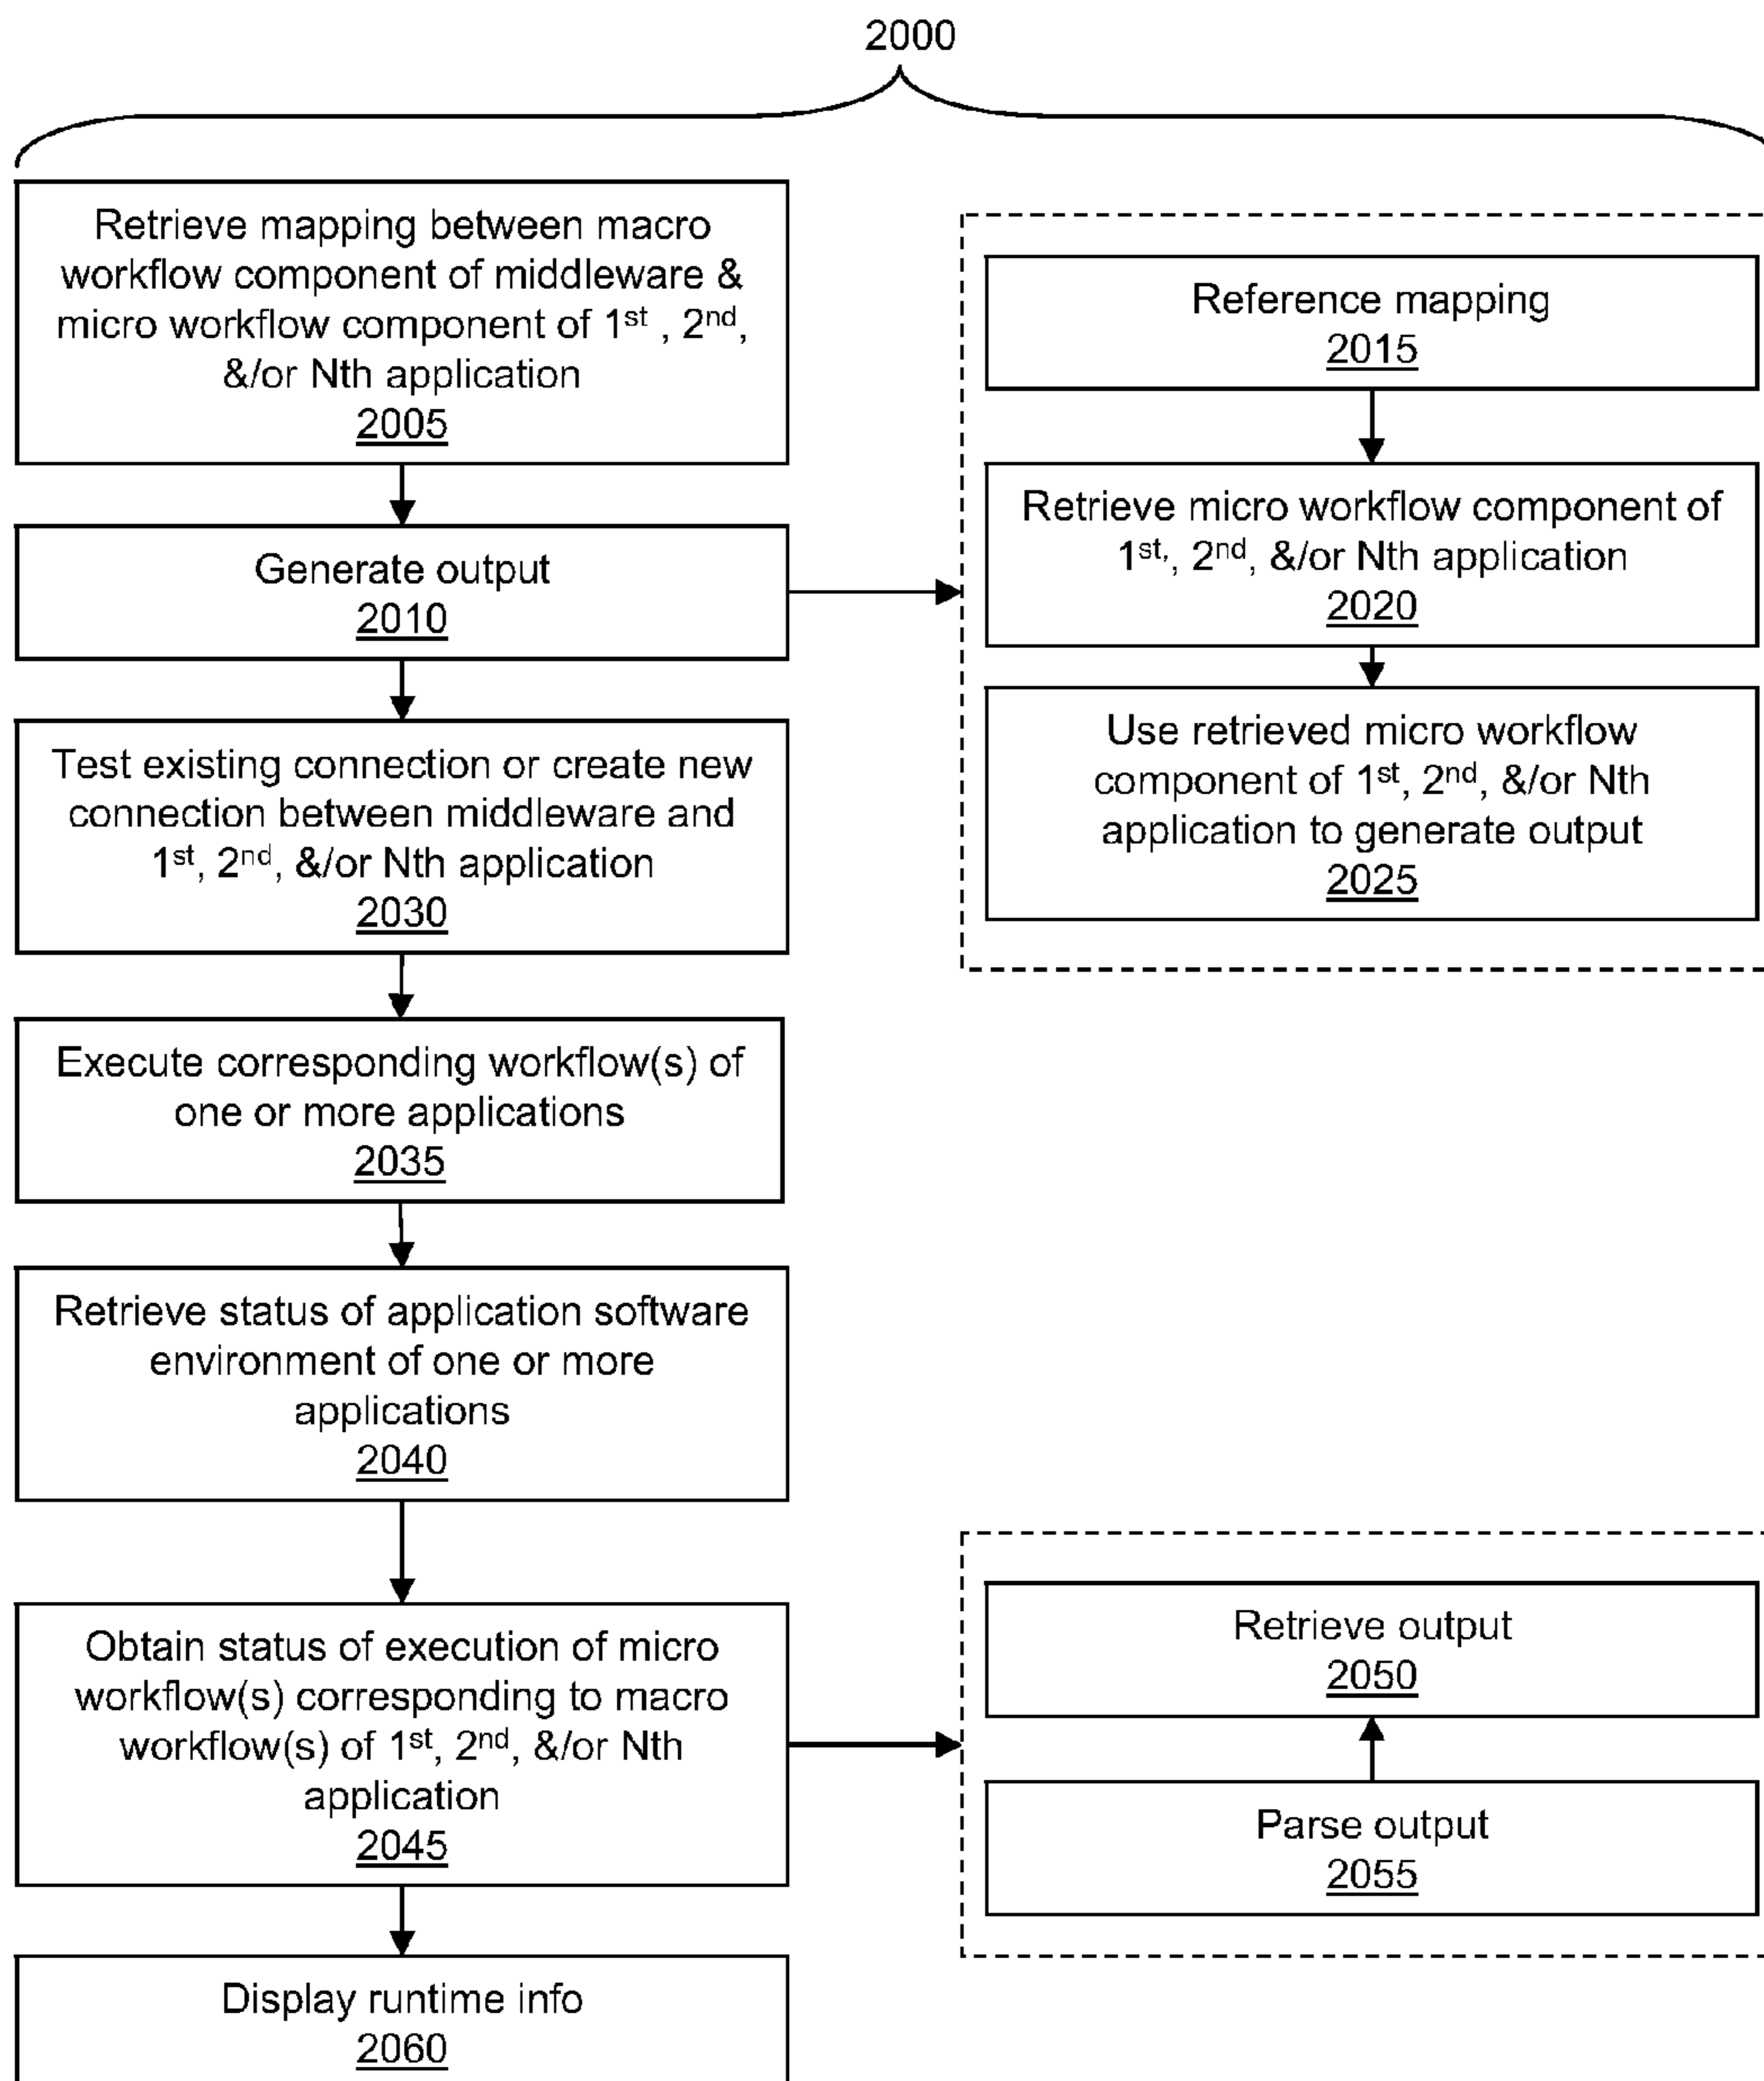 2000
Retrieve mapping between macro
workflow component of middleware &
micro workflow component of 1st , 2nd,
&/or Nth application
2005
Generate output
2010
Reference mapping
2015
Retrieve micro workflow component of
1st,, 2nd, &/or Nth application
2020
Use retrieved micro workflow
component of 1st, 2nd, &/or Nth
application to generate output
2025
Test existing connection or create new
connection between middleware and
1st, 2nd, &/or Nth application
2030
Execute corresponding workflow(s) of
one or more applications
2035
Retrieve status of application software
environment of one or more
applications
2040
Obtain status of execution of micro
workflow(s) corresponding to macro
workflow(s) of 1st, 2nd, &/or Nth
application
2045
Retrieve output
2050
Parse output
2055
Display runtime info
2060